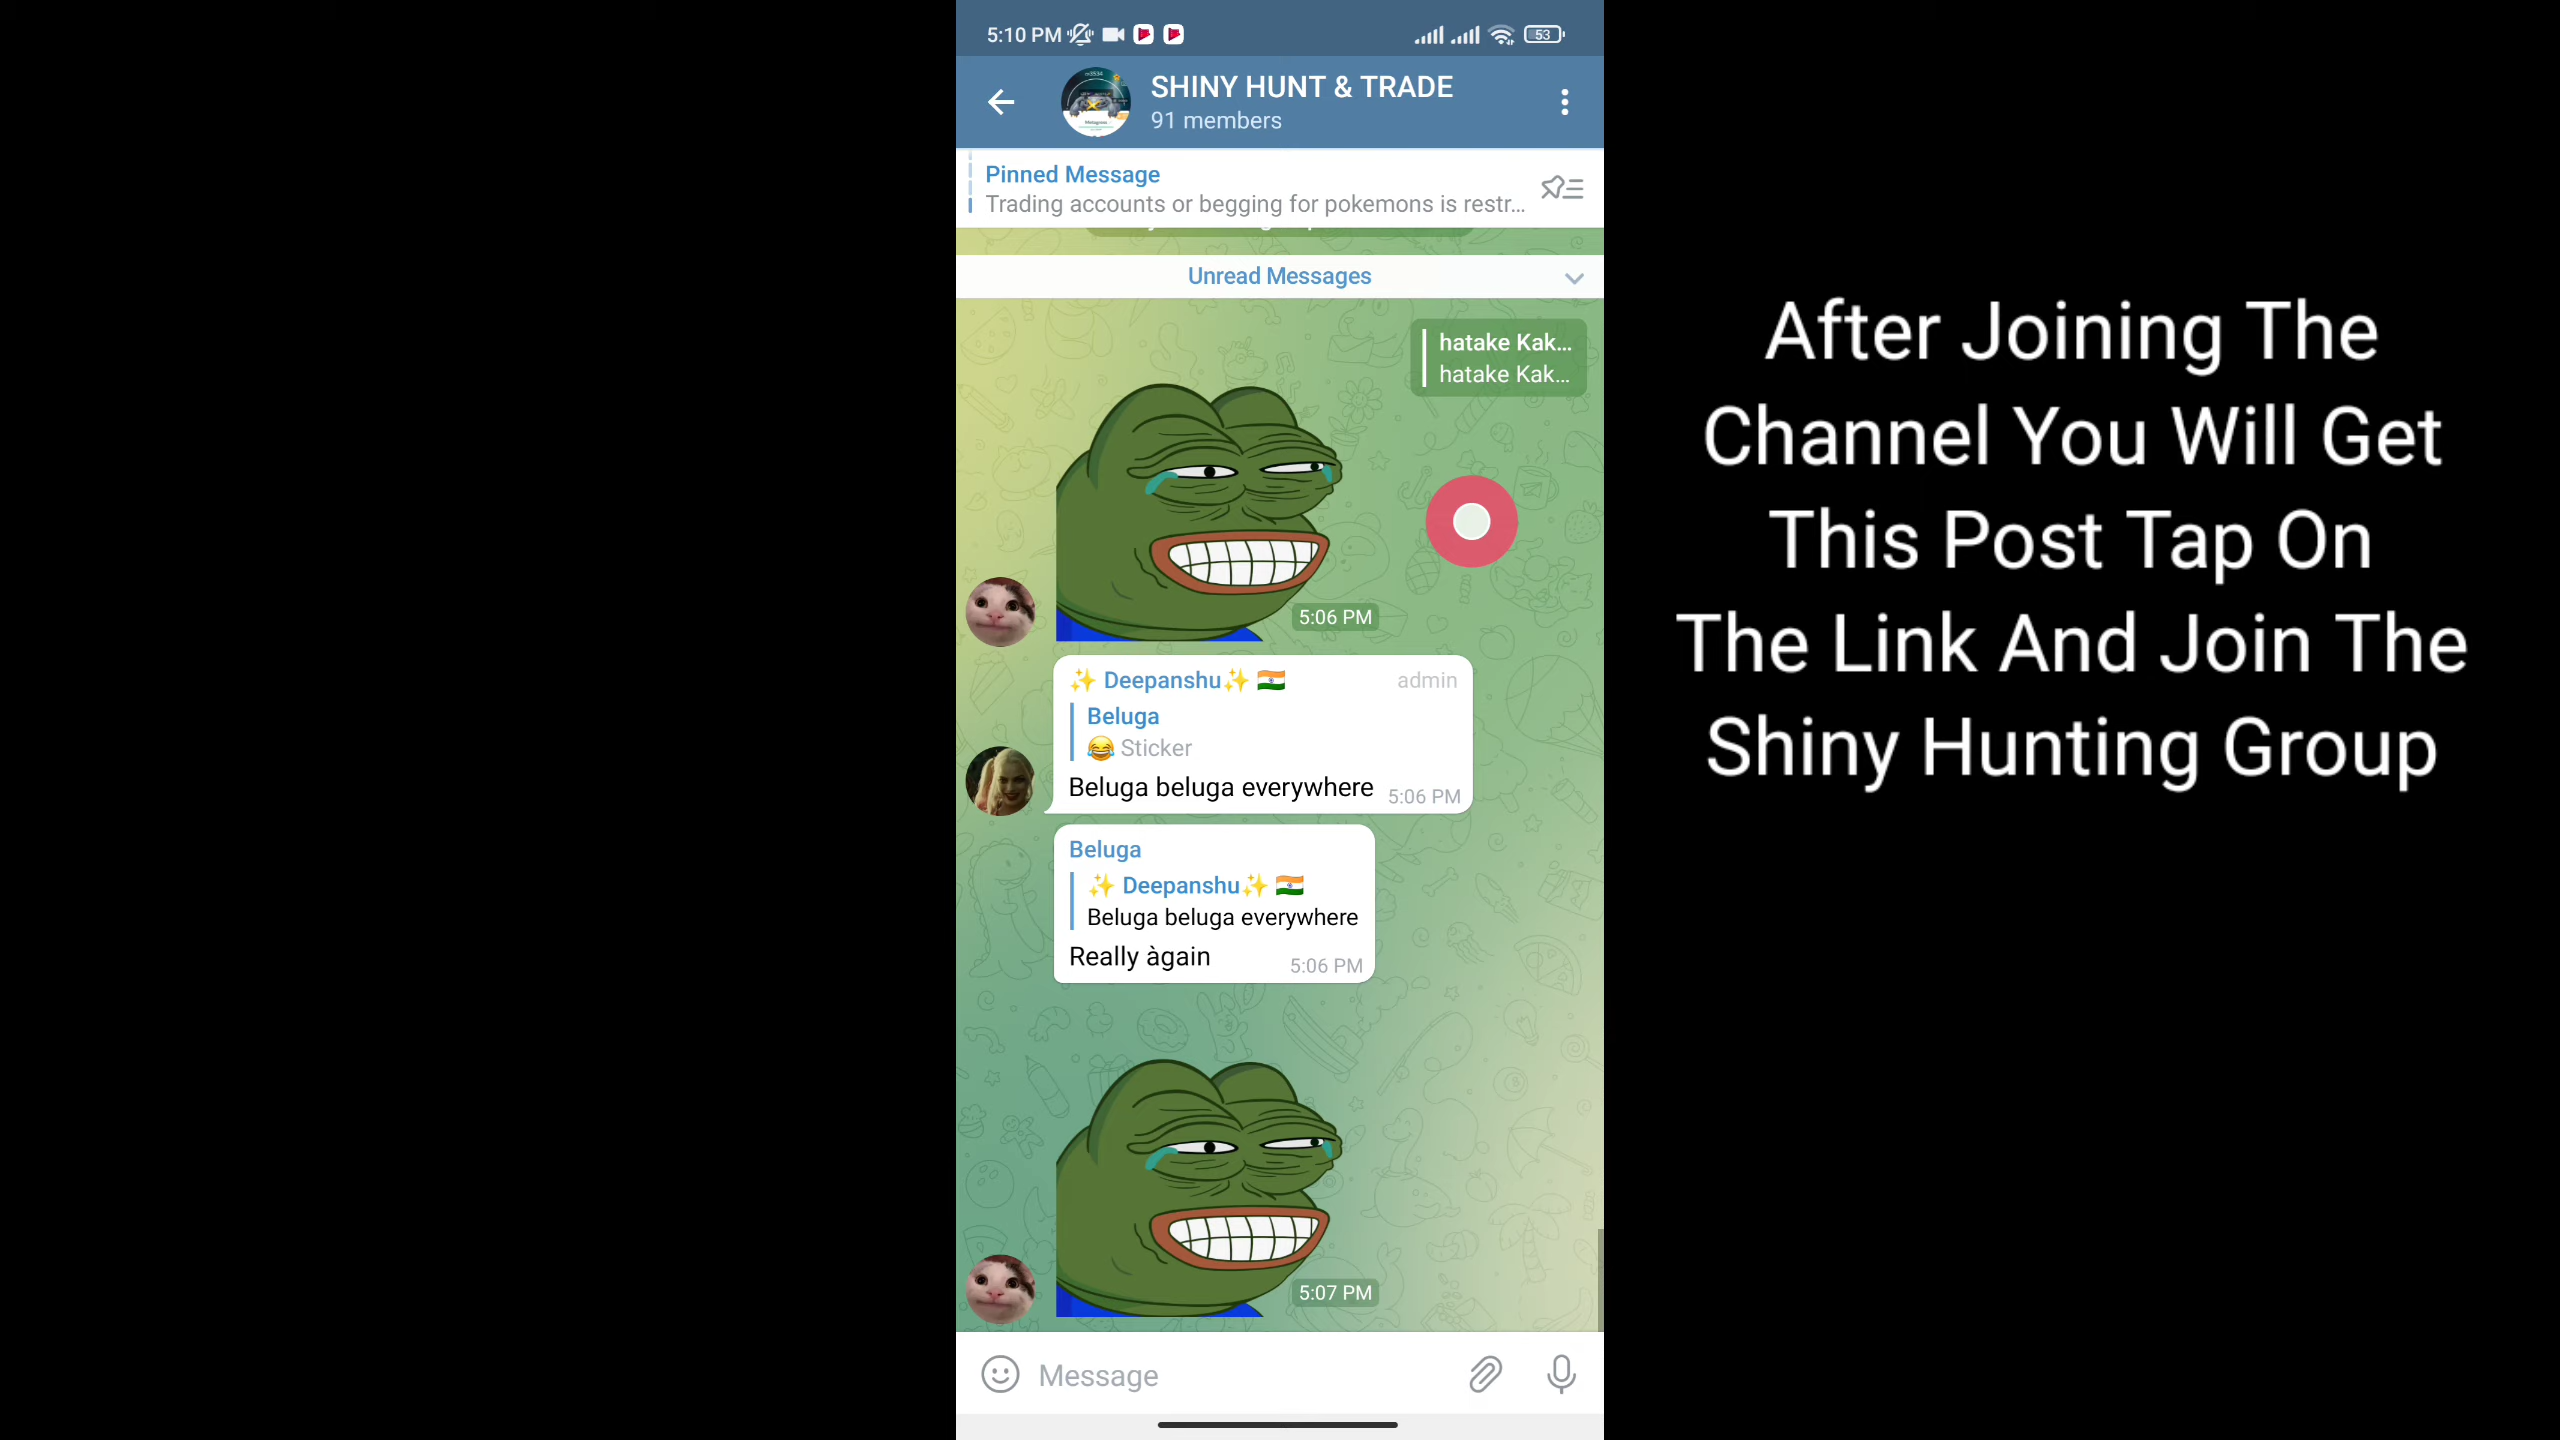 5:10 PM
53
SHINY HUNT & TRADE
91 members
Pinned Message
Trading accounts or begging for pokemons is restr...
Unread Messages
hatake Kak...
hatake Kak...
5:06 PM
✨ Deepanshu✨ 🇮🇳 admin
Beluga
😂 Sticker
Beluga beluga everywhere 5:06 PM
Beluga
✨ Deepanshu✨ 🇮🇳
Beluga beluga everywhere
Really àgain 5:06 PM
5:07 PM
Message
After Joining The
Channel You Will Get
This Post Tap On
The Link And Join The
Shiny Hunting Group